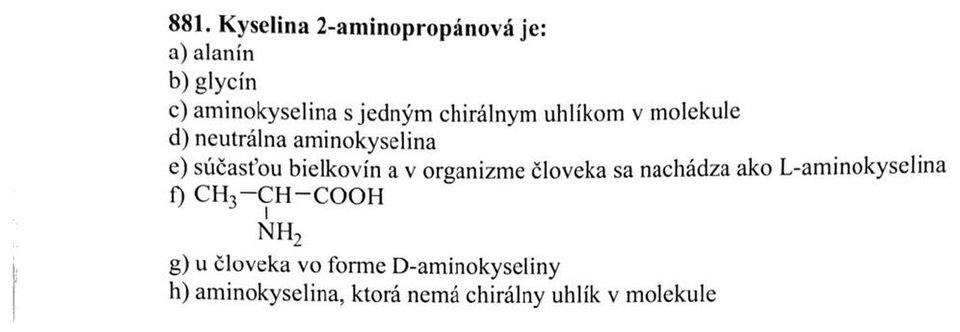 881. Kyselina 2-aminopropánová je:
a) alanín
b) glycín
c) aminokyselina s jedným chirálnym uhlíkom v molekule
d) neutrálna aminokyselina
e) súčasťou bielkovín a v organizme človeka sa nachádza ako L-aminokyselina
f) CH₃−CH−COOH
NH₂
g) u človeka vo forme D-aminokyseliny
h) aminokyselina, ktorá nemá chirálny uhlík v molekule